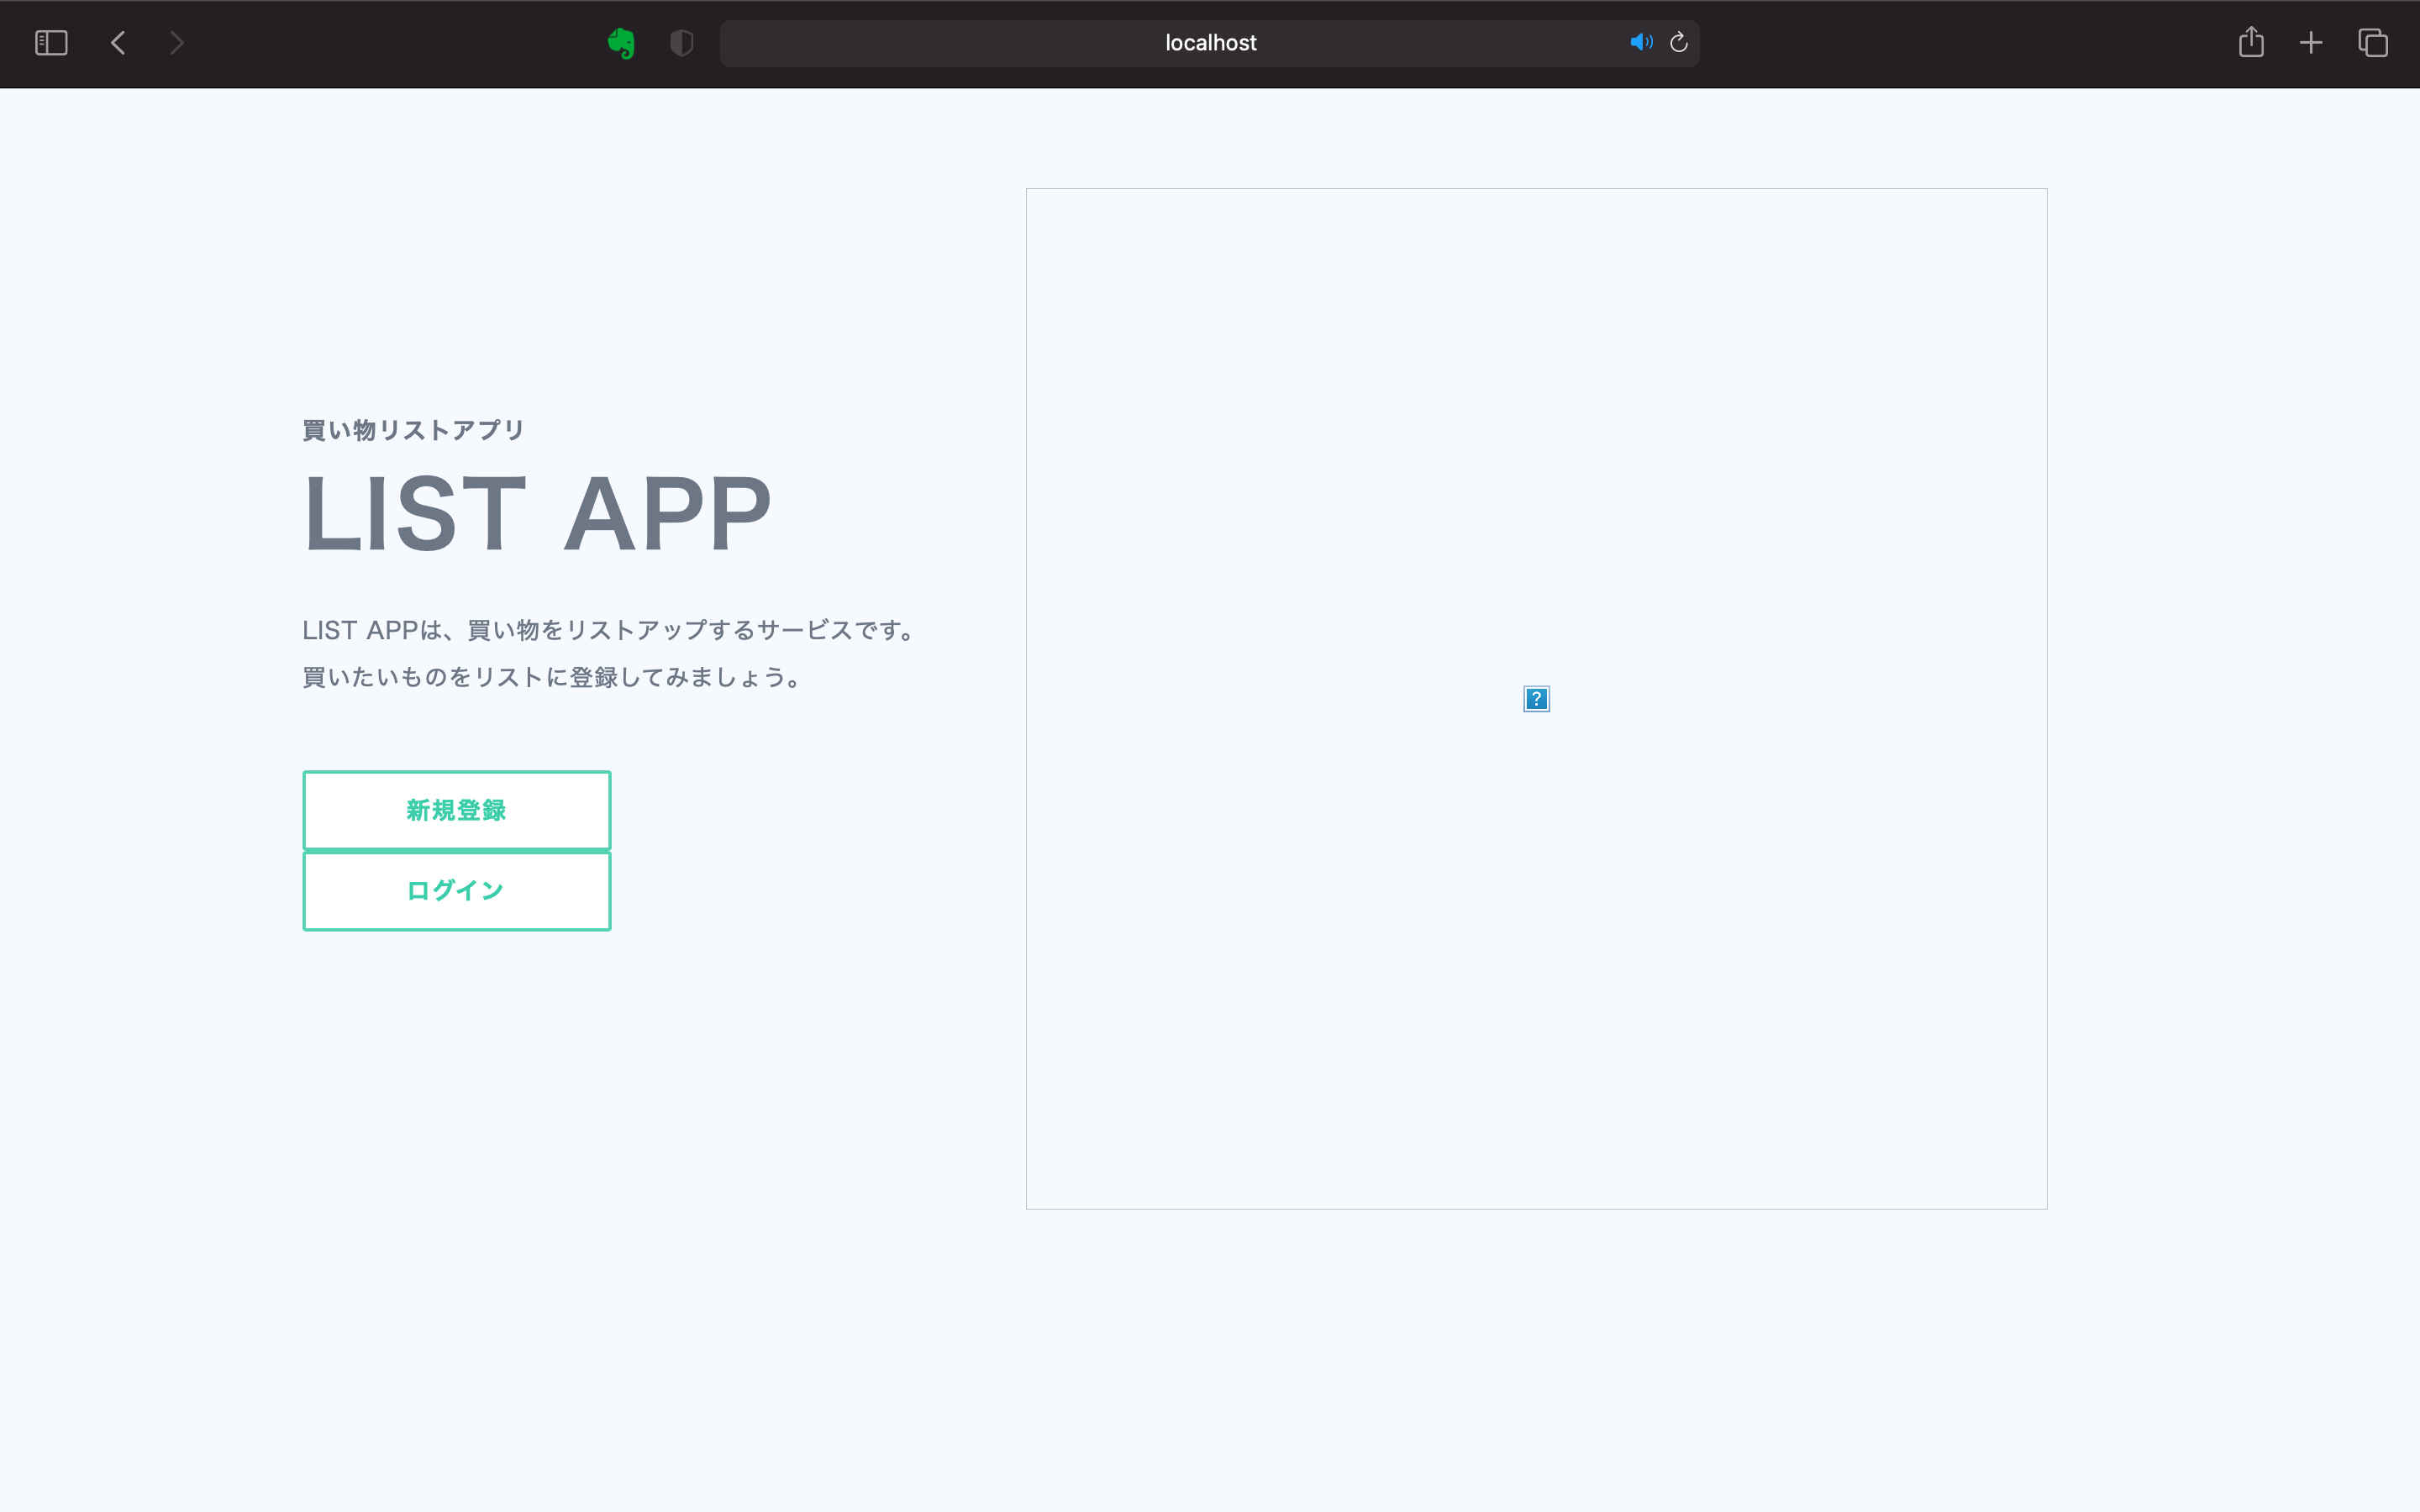 localhost
買い物リストアプリ
LIST APP
LIST APPは、買い物をリストアップするサービスです。
買いたいものをリストに登録してみましょう。
新規登録
ログイン
?